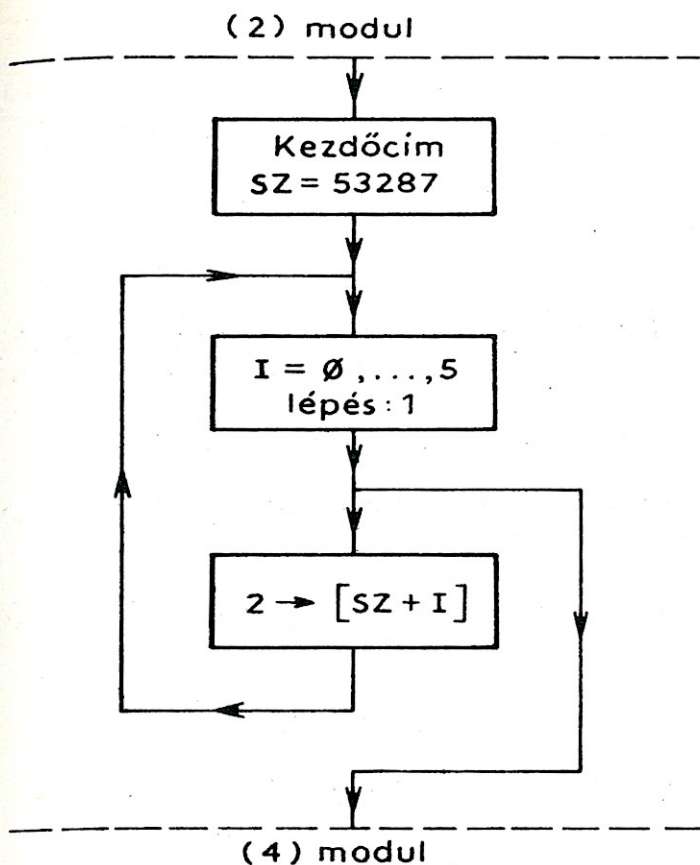 (2) modul
Kezdőcím
SZ = 53287
I = Ø,...,5
lépés : 1
2 → [SZ + I]
(4) modul